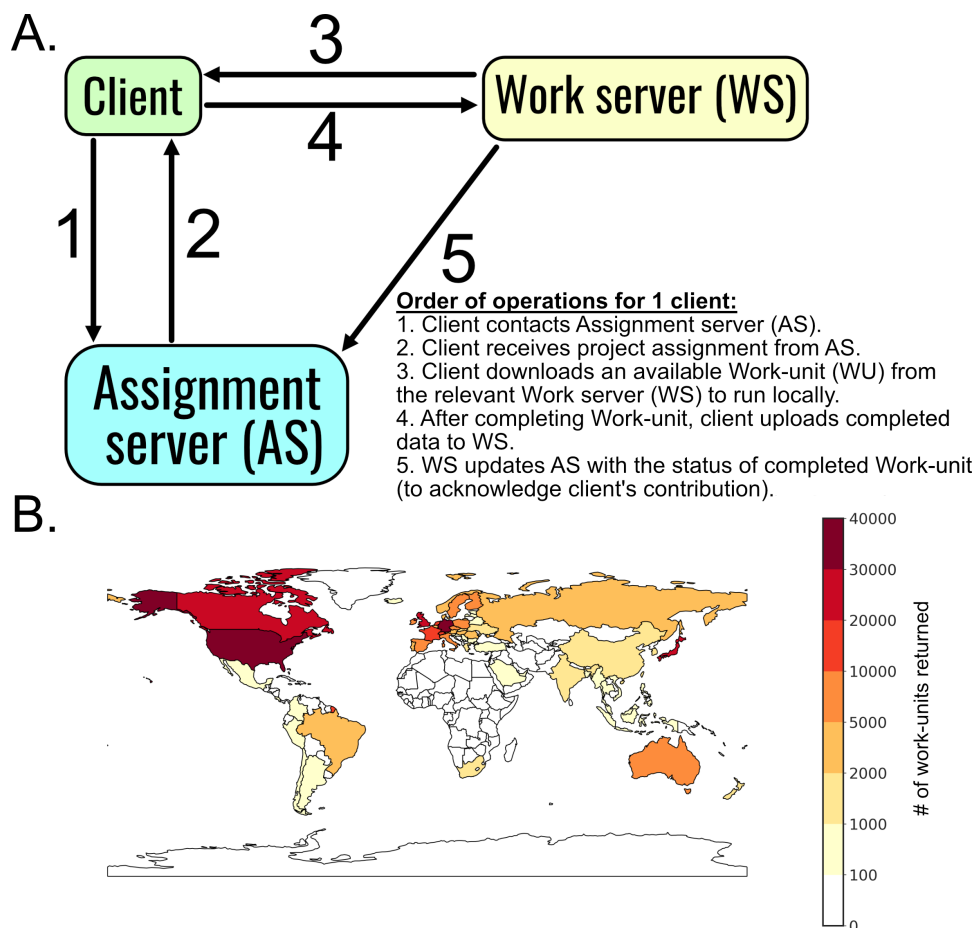 A.
Client
3
4
Work server (WS)
1
2
5
Assignment
server (AS)
Order of operations for 1 client:
1. Client contacts Assignment server (AS).
2. Client receives project assignment from AS.
3. Client downloads an available Work-unit (WU) from
the relevant Work server (WS) to run locally.
4. After completing Work-unit, client uploads completed
data to WS.
5. WS updates AS with the status of completed Work-unit
(to acknowledge client's contribution).
B.
40000
30000
20000
10000
5000
2000
1000
100
0
# of work-units returned